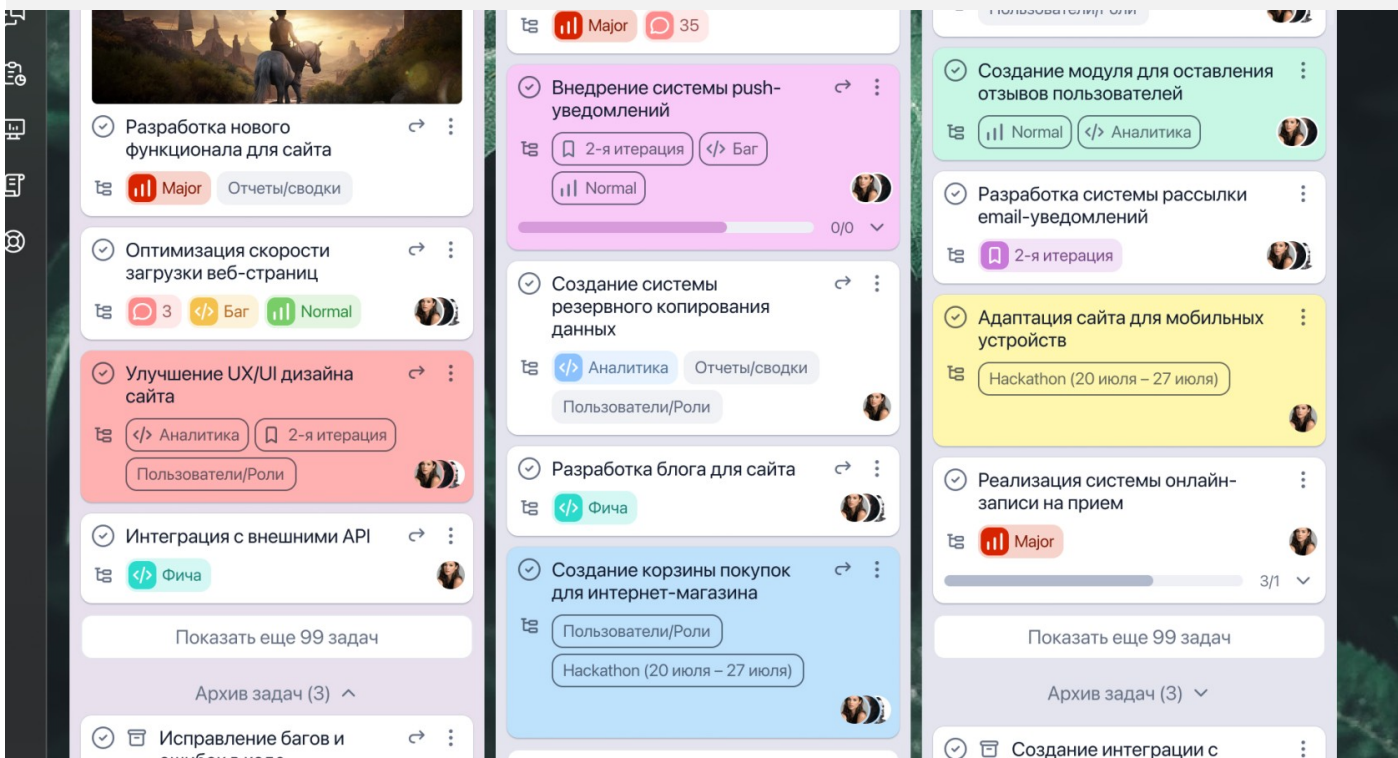 Разработка нового
функционала для сайта
Major
Отчеты/сводки
Оптимизация скорости
загрузки веб-страниц
3
Баг
Normal
Улучшение UX/UI дизайна
сайта
Аналитика
2-я итерация
Пользователи/Роли
Интеграция с внешними API
Фича
Показать еще 99 задач
Архив задач (3)
Исправление багов и
Major
35
Внедрение системы push-
уведомлений
2-я итерация
Баг
Normal
0/0
Создание системы
резервного копирования
данных
Аналитика
Отчеты/сводки
Пользователи/Роли
Разработка блога для сайта
Фича
Создание корзины покупок
для интернет-магазина
Пользователи/Роли
Hackathon (20 июля – 27 июля)
Пользователи/Роли
Создание модуля для оставления
отзывов пользователей
Normal
Аналитика
Разработка системы рассылки
email-уведомлений
2-я итерация
Адаптация сайта для мобильных
устройств
Hackathon (20 июля – 27 июля)
Реализация системы онлайн-
записи на прием
Major
3/1
Показать еще 99 задач
Архив задач (3)
Создание интеграции с